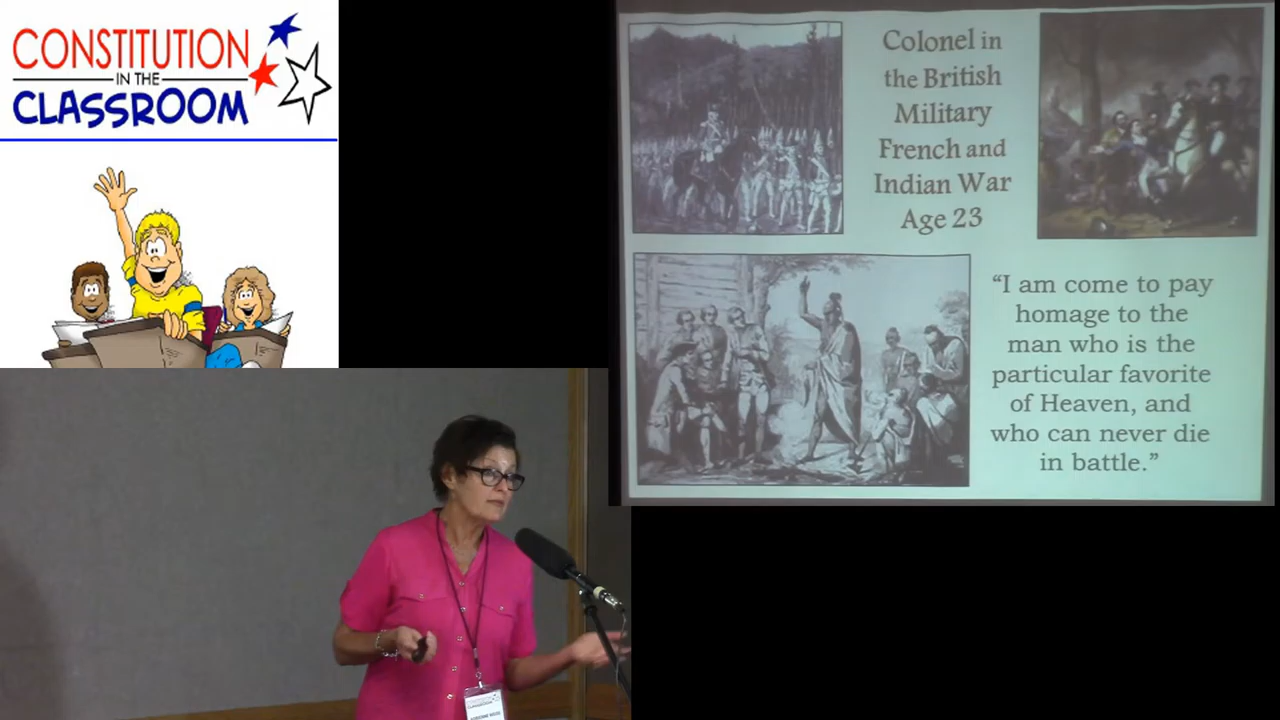 CONSTITUTION
IN THE
CLASSROOM
Colonel in
the British
Military
French and
Indian War
Age 23
“I am come to pay
homage to the
man who is the
particular favorite
of Heaven, and
who can never die
in battle.”